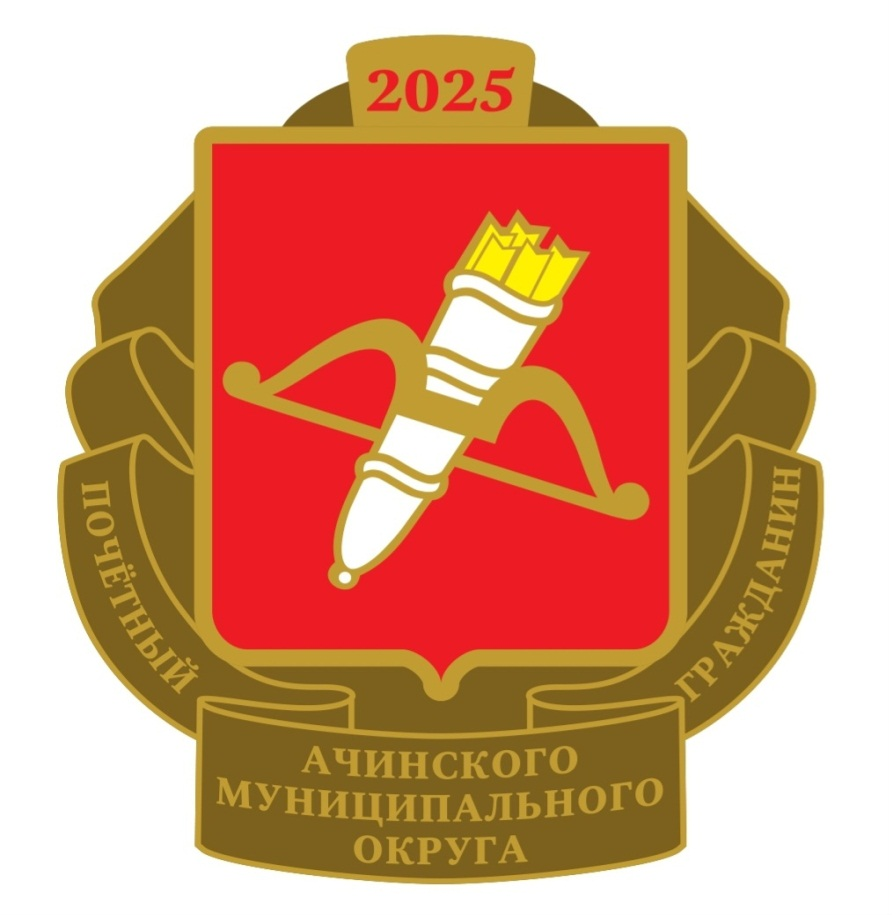 2025
ПОЧЁТНЫЙ
ГРАЖДАНИН
АЧИНСКОГО
МУНИЦИПАЛЬНОГО
ОКРУГА